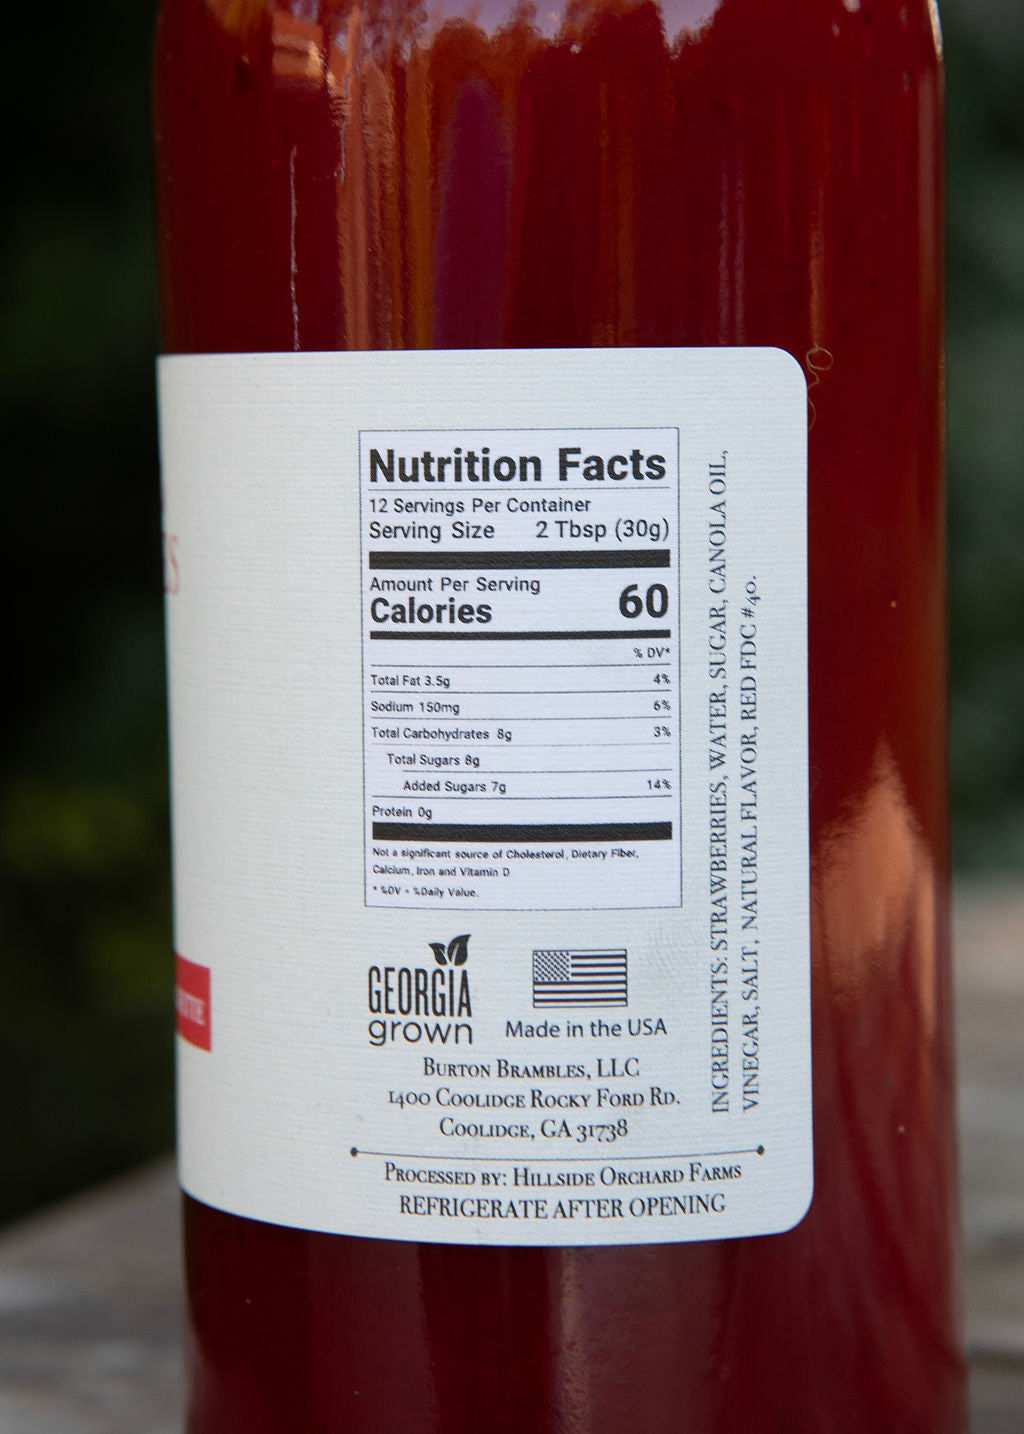 Nutrition Facts
12 Servings Per Container
Serving Size 2 Tbsp (30g)
Amount Per Serving
Calories 60
% DV*
Total Fat 3.5g 4%
Sodium 150mg 6%
Total Carbohydrates 8g 3%
Total Sugars 8g
Added Sugars 7g 14%
Protein 0g
Not a significant source of Cholesterol, Dietary Fiber,
Calcium, Iron and Vitamin D
* %DV = %Daily Value.
GEORGIA
grown
Made in the USA
BURTON BRAMBLES, LLC
1400 COOLIDGE ROCKY FORD RD.
COOLIDGE, GA 31738
PROCESSED BY: HILLSIDE ORCHARD FARMS
REFRIGERATE AFTER OPENING
INGREDIENTS: STRAWBERRIES, WATER, SUGAR, CANOLA OIL,
VINEGAR, SALT, NATURAL FLAVOR, RED FDC #40.